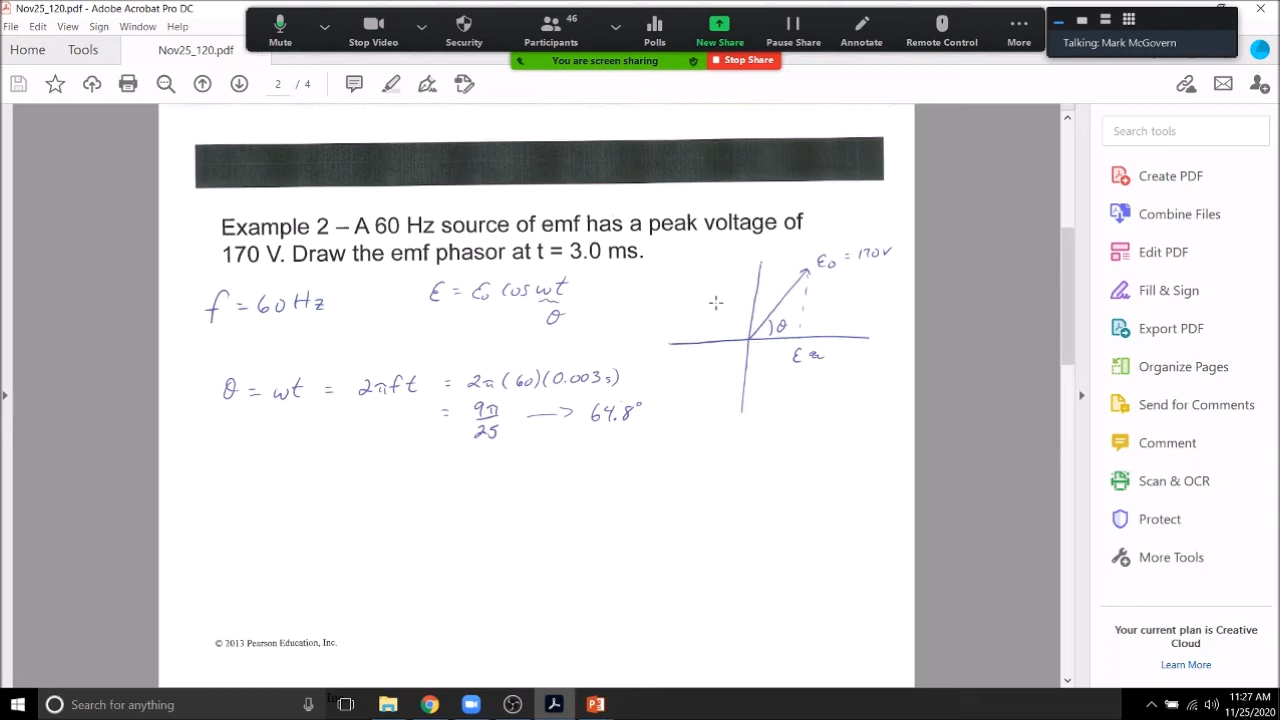 Nov25_120.pdf - Adobe Acrobat Pro DC
File Edit View Sign Window Help
Mute
Stop Video
Security
46
Participants
Polls
New Share
Pause Share
Annotate
Remote Control
More
Talking: Mark McGovern
You are screen sharing
Stop Share
Home Tools Nov25_120.pdf
2 / 4
Search tools
Create PDF
Combine Files
Edit PDF
Fill & Sign
Export PDF
Organize Pages
Send for Comments
Comment
Scan & OCR
Protect
More Tools
Your current plan is Creative
Cloud
Learn More
Example 2 – A 60 Hz source of emf has a peak voltage of
170 V. Draw the emf phasor at t = 3.0 ms.
f = 60 Hz
ε = ε₀ cos ωt
θ
ε₀ = 170 V
θ
θ = ωt = 2πft = 2π(60)(0.003s)
= 9π/25 → 64.8°
© 2013 Pearson Education, Inc.
Type here to search
11:27 AM
11/25/2020